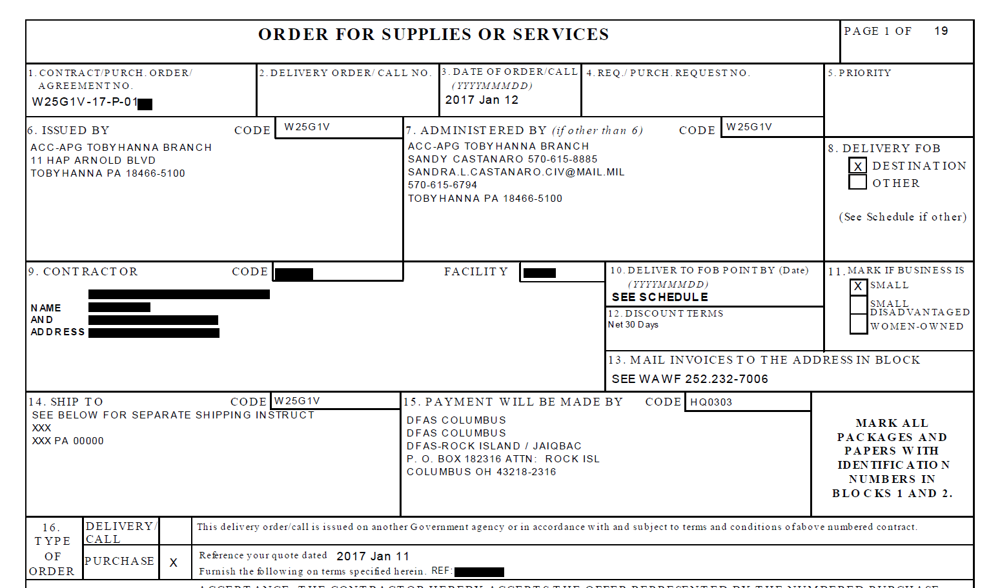 ORDER FOR SUPPLIES OR SERVICES
PAGE 1 OF 19
1. CONTRACT/PURCH. ORDER/
AGREEMENT NO.
W25G1V-17-P-01
2. DELIVERY ORDER/ CALL NO.
3. DATE OF ORDER/CALL
(YYYYMMMDD)
2017 Jan 12
4. REQ./ PURCH. REQUEST NO.
5. PRIORITY
6. ISSUED BY
CODE W25G1V
ACC-APG TOBYHANNA BRANCH
11 HAP ARNOLD BLVD
TOBYHANNA PA 18466-5100
7. ADMINISTERED BY (if other than 6)
CODE W25G1V
ACC-APG TOBYHANNA BRANCH
SANDY CASTANARO 570-615-8885
SANDRA.L.CASTANARO.CIV@MAIL.MIL
570-615-6794
TOBYHANNA PA 18466-5100
8. DELIVERY FOB
X DESTINATION
OTHER
(See Schedule if other)
9. CONTRACTOR
CODE
FACILITY
NAME
AND
ADDRESS
10. DELIVER TO FOB POINT BY (Date)
(YYYYMMMDD)
SEE SCHEDULE
11. MARK IF BUSINESS IS
X SMALL
SMALL
DISADVANTAGED
WOMEN-OWNED
12. DISCOUNT TERMS
Net 30 Days
13. MAIL INVOICES TO THE ADDRESS IN BLOCK
SEE WAWF 252.232-7006
14. SHIP TO
CODE W25G1V
SEE BELOW FOR SEPARATE SHIPPING INSTRUCT
XXX
XXX PA 00000
15. PAYMENT WILL BE MADE BY
CODE HQ0303
DFAS COLUMBUS
DFAS COLUMBUS
DFAS-ROCK ISLAND / JAIQBAC
P. O. BOX 182316 ATTN: ROCK ISL
COLUMBUS OH 43218-2316
MARK ALL
PACKAGES AND
PAPERS WITH
IDENTIFICATION
NUMBERS IN
BLOCKS 1 AND 2.
16.
TYPE
OF
ORDER
DELIVERY/
CALL
This delivery order/call is issued on another Government agency or in accordance with and subject to terms and conditions of above numbered contract.
PURCHASE
X
Reference your quote dated 2017 Jan 11
Furnish the following on terms specified herein. REF:
ACCEPTANCE. THE CONTRACTOR HEREBY ACCEPTS THE OFFER REPRESENTED BY THE NUMBERED PURCHASE